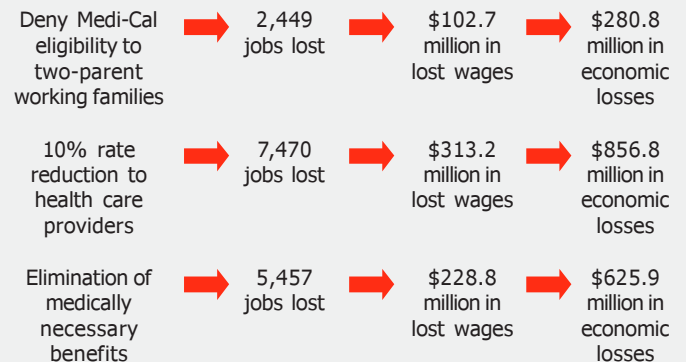 Deny Medi-Cal
eligibility to
two-parent
working families
2,449
jobs lost
$102.7
million in
lost wages
$280.8
million in
economic
losses
10% rate
reduction to
health care
providers
7,470
jobs lost
$313.2
million in
lost wages
$856.8
million in
economic
losses
Elimination of
medically
necessary
benefits
5,457
jobs lost
$228.8
million in
lost wages
$625.9
million in
economic
losses